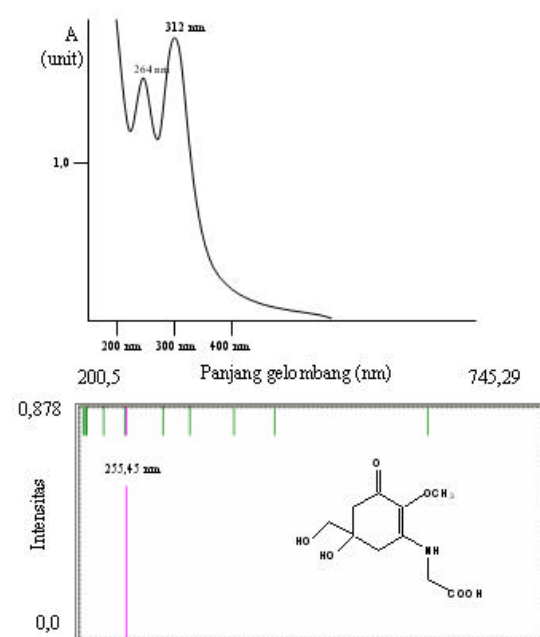 A
(unit)
312 nm
264 nm
1,0
200 nm 300 nm 400 nm
Panjang gelombang (nm)
200,5
745,29
0,878
255,45 nm
Intensitas
0,0
O
OCH3
HO
HO
NH
COOH